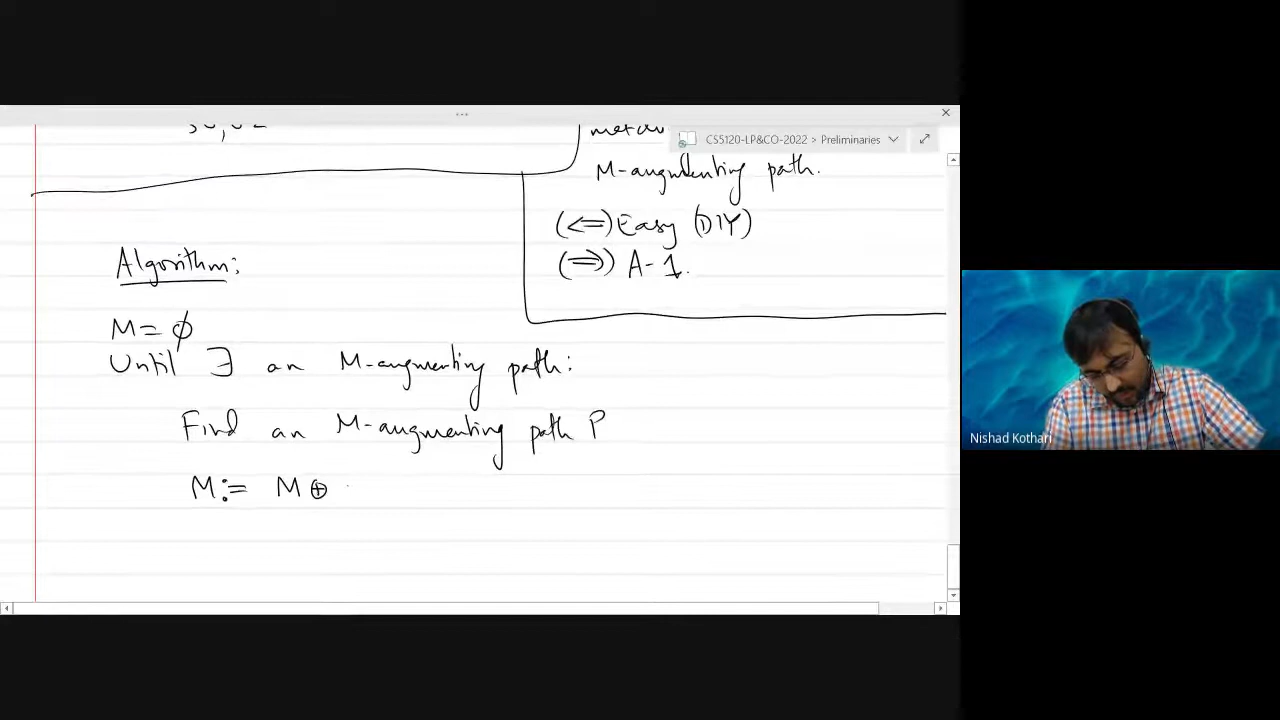 CS5120-LP&CO-2022 > Preliminaries
M-augmenting path.
(<=) Easy (DIY)
(=>) A-1.
Algorithm:
M = ϕ
Until ∃ an M-augmenting path:
Find an M-augmenting path P
M := M ⊕
Nishad Kothari